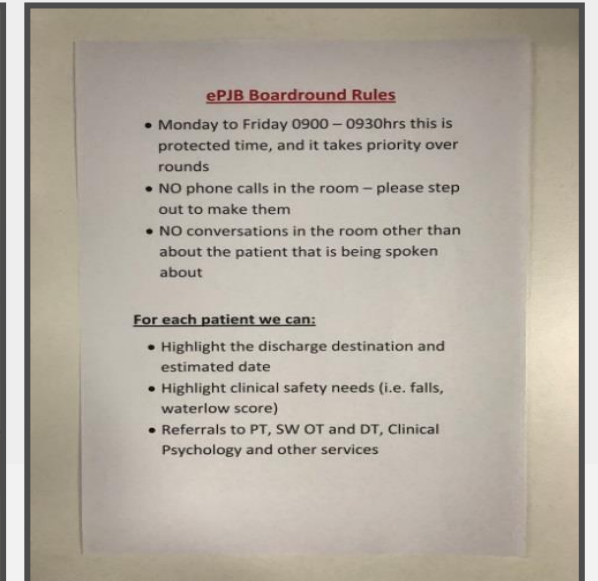 ePJB Boardround Rules
• Monday to Friday 0900 – 0930hrs this is
protected time, and it takes priority over
rounds
• NO phone calls in the room – please step
out to make them
• NO conversations in the room other than
about the patient that is being spoken
about
For each patient we can:
• Highlight the discharge destination and
estimated date
• Highlight clinical safety needs (i.e. falls,
waterlow score)
• Referrals to PT, SW OT and DT, Clinical
Psychology and other services